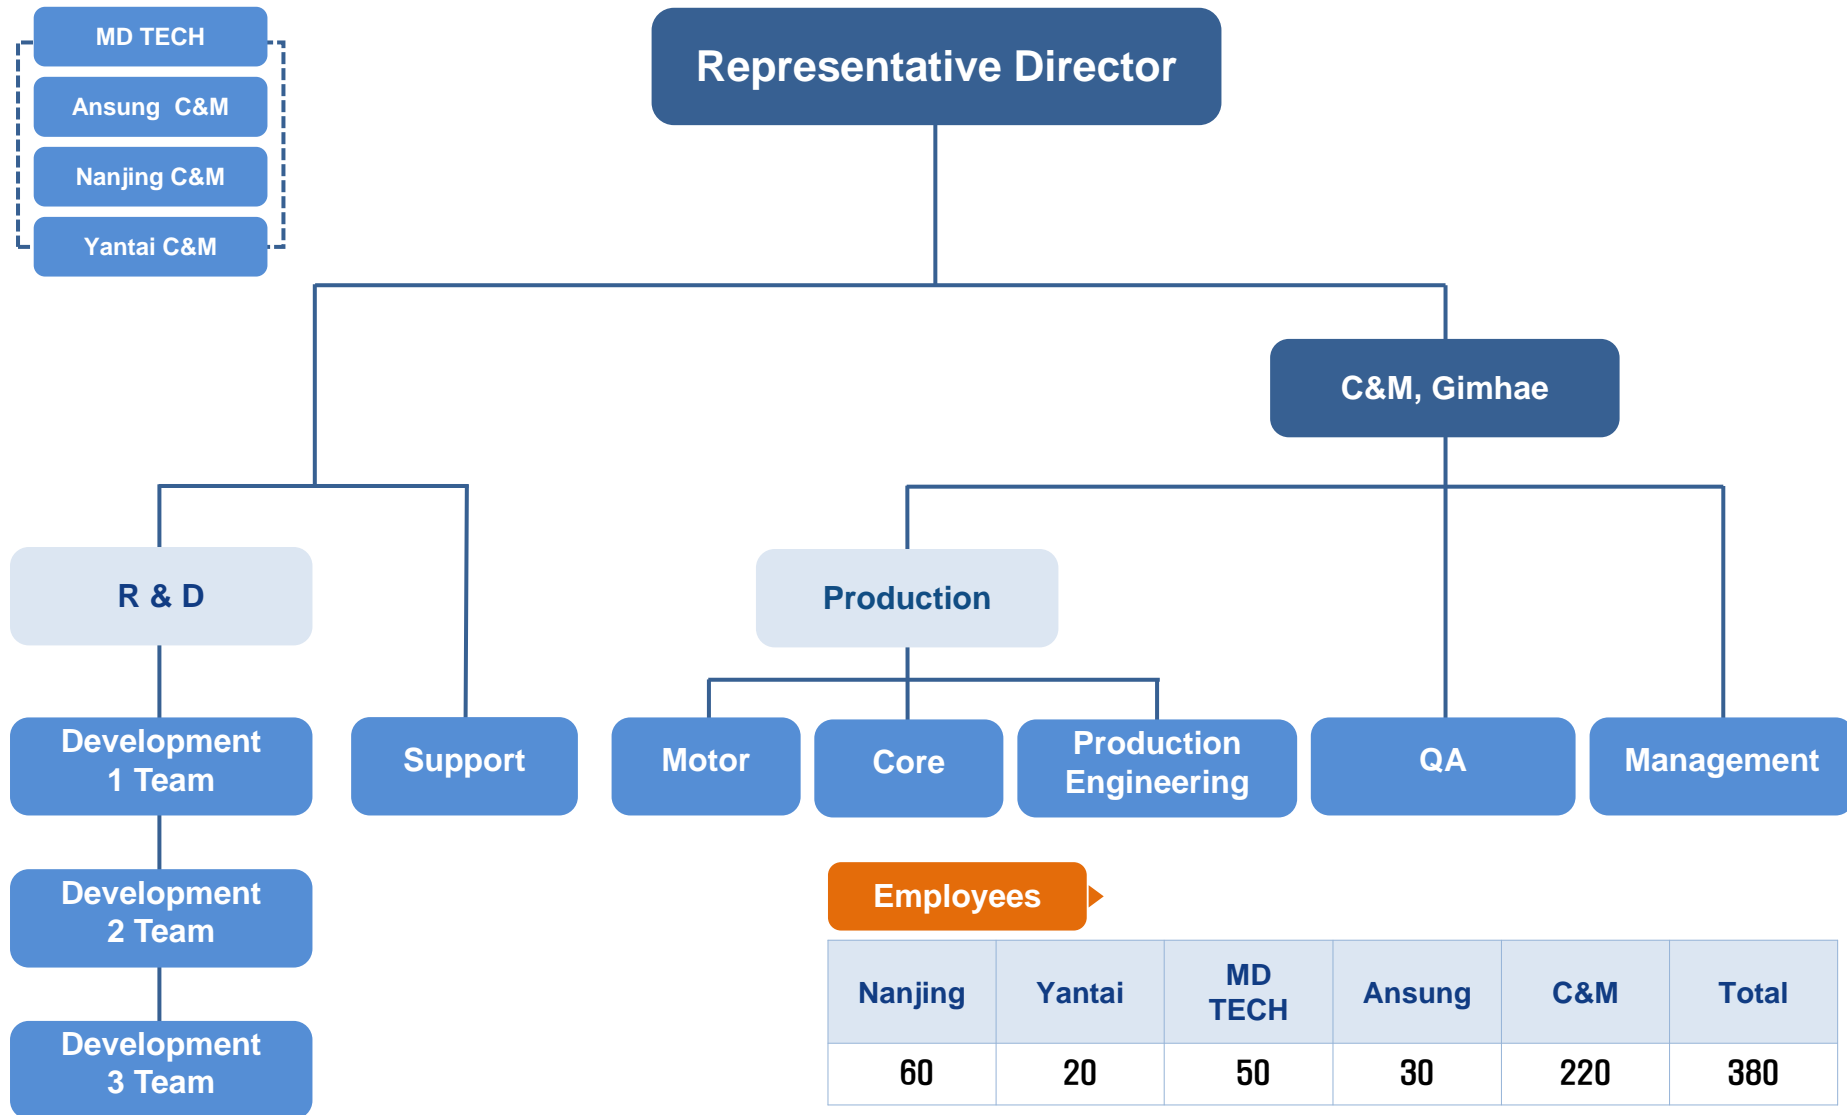 MD TECH
Ansung C&M
Nanjing C&M
Yantai C&M
Representative Director
C&M, Gimhae
R & D
Production
Development
1 Team
Support
Motor
Core
Production
Engineering
QA
Management
Development
2 Team
Development
3 Team
Employees
Nanjing Yantai MD TECH Ansung C&M Total
60 20 50 30 220 380